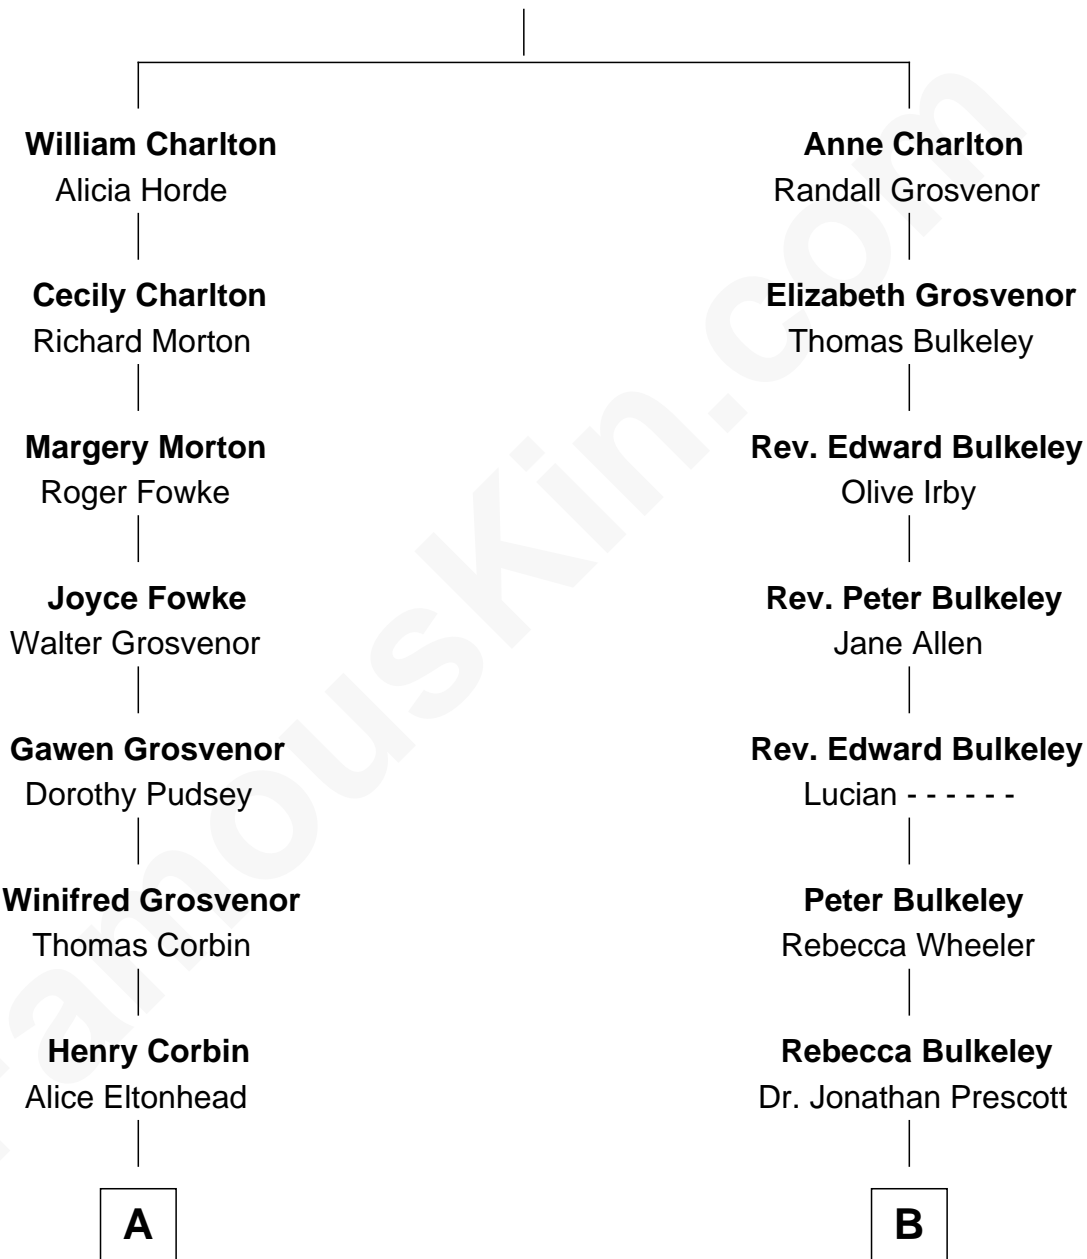 William Charlton
Alicia Horde
Cecily Charlton
Richard Morton
Margery Morton
Roger Fowke
Joyce Fowke
Walter Grosvenor
Gawen Grosvenor
Dorothy Pudsey
Winifred Grosvenor
Thomas Corbin
Henry Corbin
Alice Eltonhead
A
Anne Charlton
Randall Grosvenor
Elizabeth Grosvenor
Thomas Bulkeley
Rev. Edward Bulkeley
Olive Irby
Rev. Peter Bulkeley
Jane Allen
Rev. Edward Bulkeley
Lucian - - - - - -
Peter Bulkeley
Rebecca Wheeler
Rebecca Bulkeley
Dr. Jonathan Prescott
B
FamousKin.com